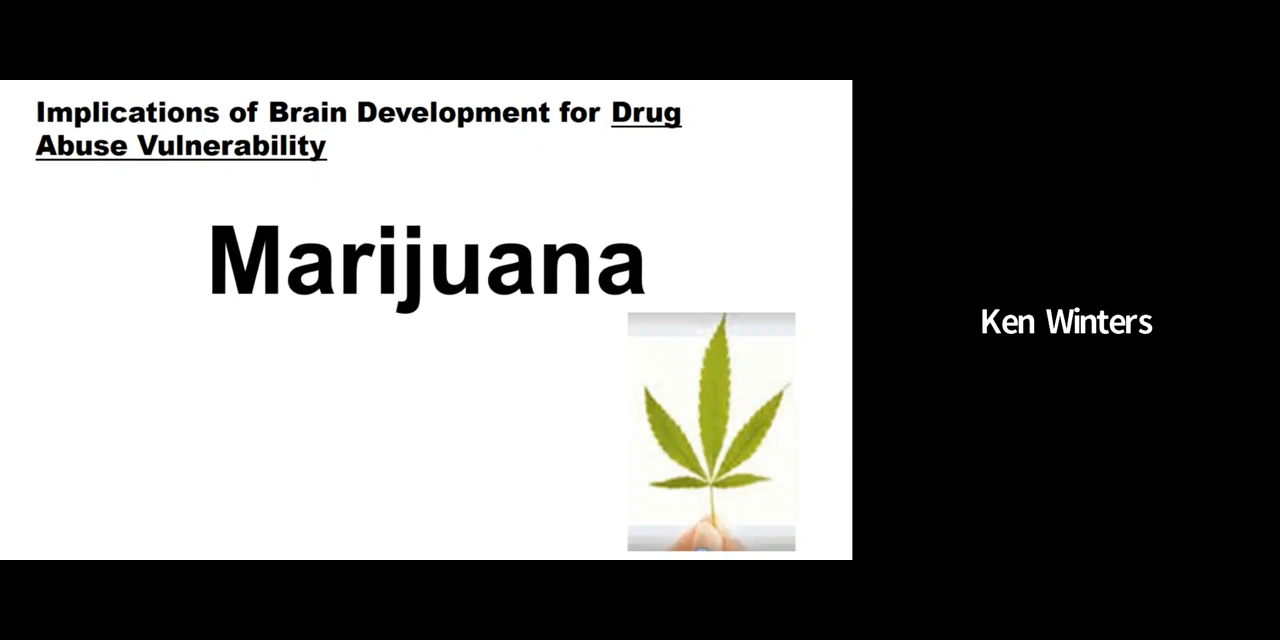 Implications of Brain Development for Drug
Abuse Vulnerability
Marijuana
Ken Winters